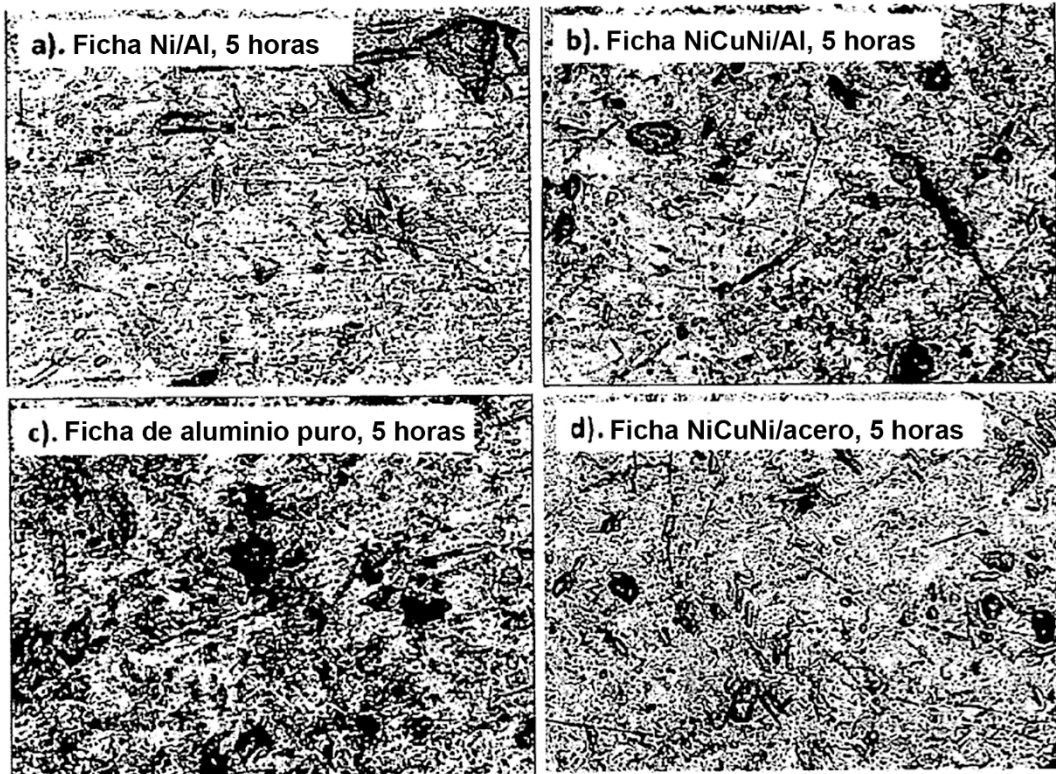 a). Ficha Ni/Al, 5 horas
b). Ficha NiCuNi/Al, 5 horas
c). Ficha de aluminio puro, 5 horas
d). Ficha NiCuNi/acero, 5 horas